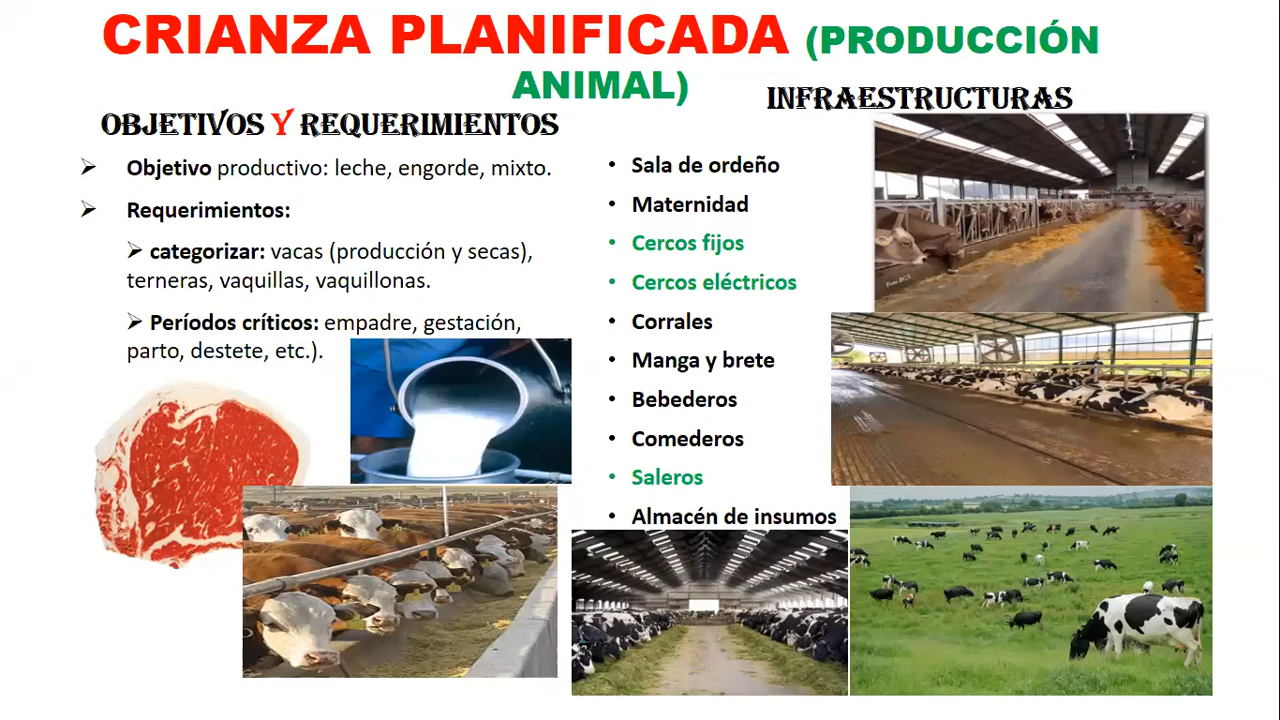 CRIANZA PLANIFICADA (PRODUCCIÓN
ANIMAL)
OBJETIVOS Y REQUERIMIENTOS
➢ Objetivo productivo: leche, engorde, mixto.
➢ Requerimientos:
➢ categorizar: vacas (producción y secas),
terneras, vaquillas, vaquillonas.
➢ Períodos críticos: empadre, gestación,
parto, destete, etc.).
INFRAESTRUCTURAS
• Sala de ordeño
• Maternidad
• Cercos fijos
• Cercos eléctricos
• Corrales
• Manga y brete
• Bebederos
• Comederos
• Saleros
• Almacén de insumos